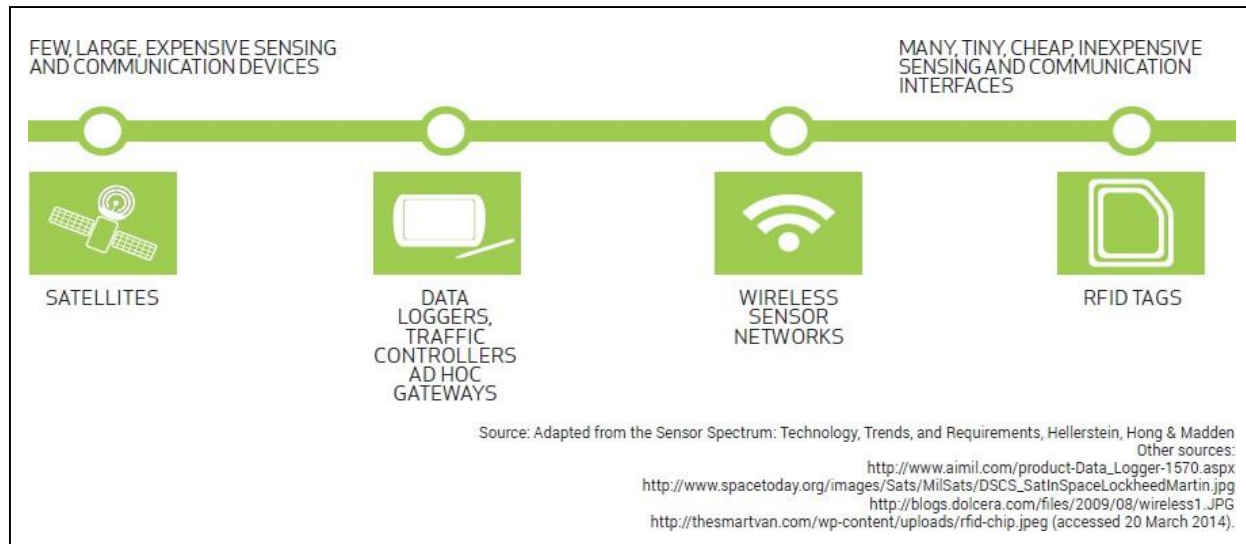 FEW, LARGE, EXPENSIVE SENSING
AND COMMUNICATION DEVICES
MANY, TINY, CHEAP, INEXPENSIVE
SENSING AND COMMUNICATION
INTERFACES
SATELLITES
DATA
LOGGERS,
TRAFFIC
CONTROLLERS
AD HOC
GATEWAYS
WIRELESS
SENSOR
NETWORKS
RFID TAGS
Source: Adapted from the Sensor Spectrum: Technology, Trends, and Requirements, Hellerstein, Hong & Madden
Other sources:
http://www.aimil.com/product-Data_Logger-1570.aspx
http://www.spacetoday.org/images/Sats/MilSats/DSCS_SatInSpaceLockheedMartin.jpg
http://blogs.dolcera.com/files/2009/08/wireless1.JPG
http://thesmartvan.com/wp-content/uploads/rfid-chip.jpeg (accessed 20 March 2014).